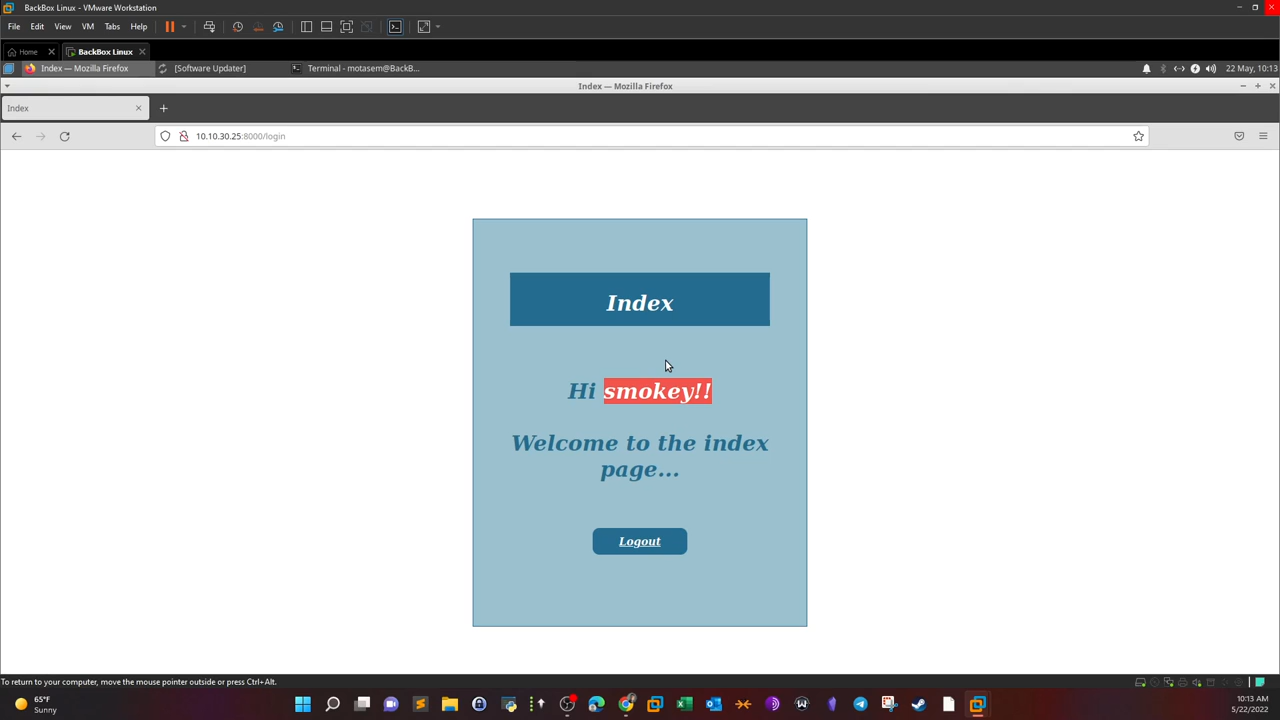 BackBox Linux - VMware Workstation
File Edit View VM Tabs Help
Home BackBox Linux
Index — Mozilla Firefox [Software Updater] Terminal - motasem@BackB... 22 May, 10:13
Index — Mozilla Firefox
Index
10.10.30.25:8000/login
Index
Hi smokey!!
Welcome to the index
page...
Logout
To return to your computer, move the mouse pointer outside or press Ctrl+Alt.
65°F
Sunny
10:13 AM
5/22/2022